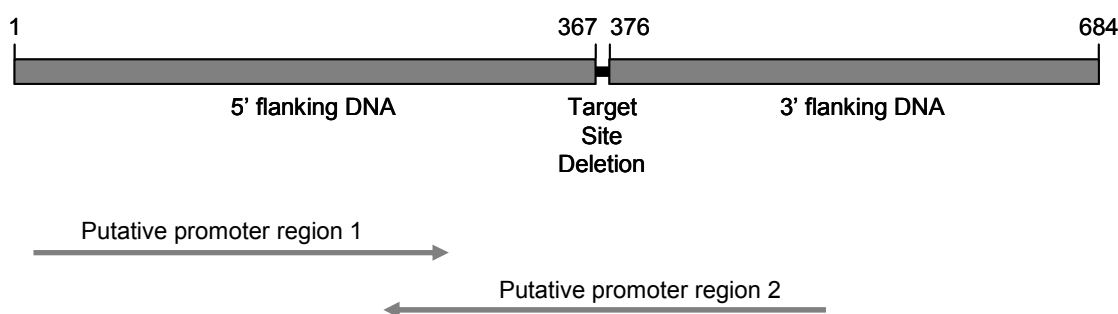 1 367 376 684
5’ flanking DNA Target 3’ flanking DNA
Site
Deletion
Putative promoter region 1
Putative promoter region 2